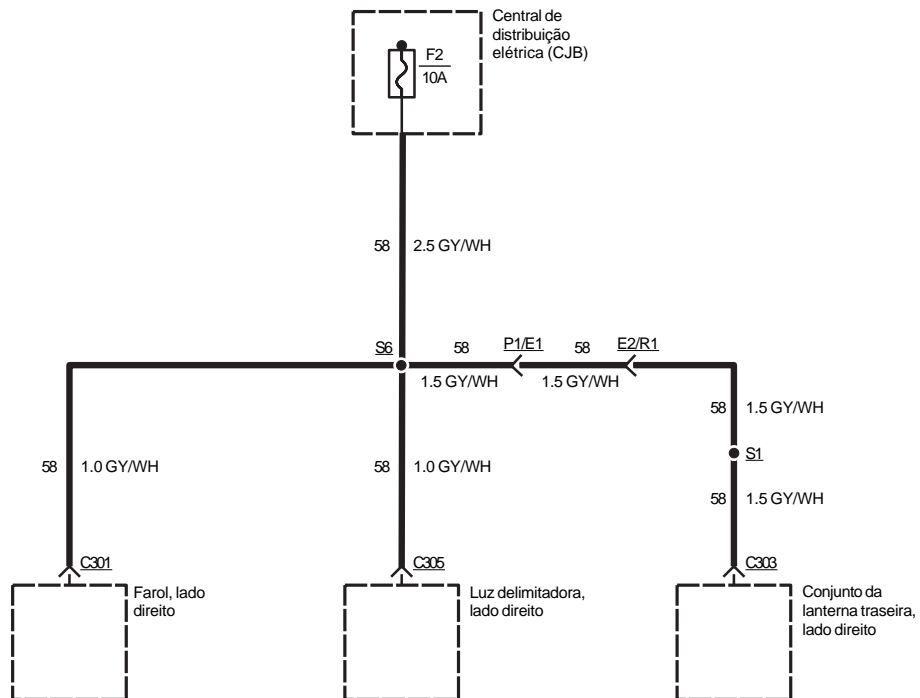 Central de
distribuição
elétrica (CJB)
F2
10A
58
2.5 GY/WH
S6
58
P1/E1
58
E2/R1
1.5 GY/WH
1.5 GY/WH
58
1.5 GY/WH
S1
58
1.0 GY/WH
58
1.0 GY/WH
58
1.5 GY/WH
C301
C305
C303
Farol, lado
direito
Luz delimitadora,
lado direito
Conjunto da
lanterna traseira,
lado direito